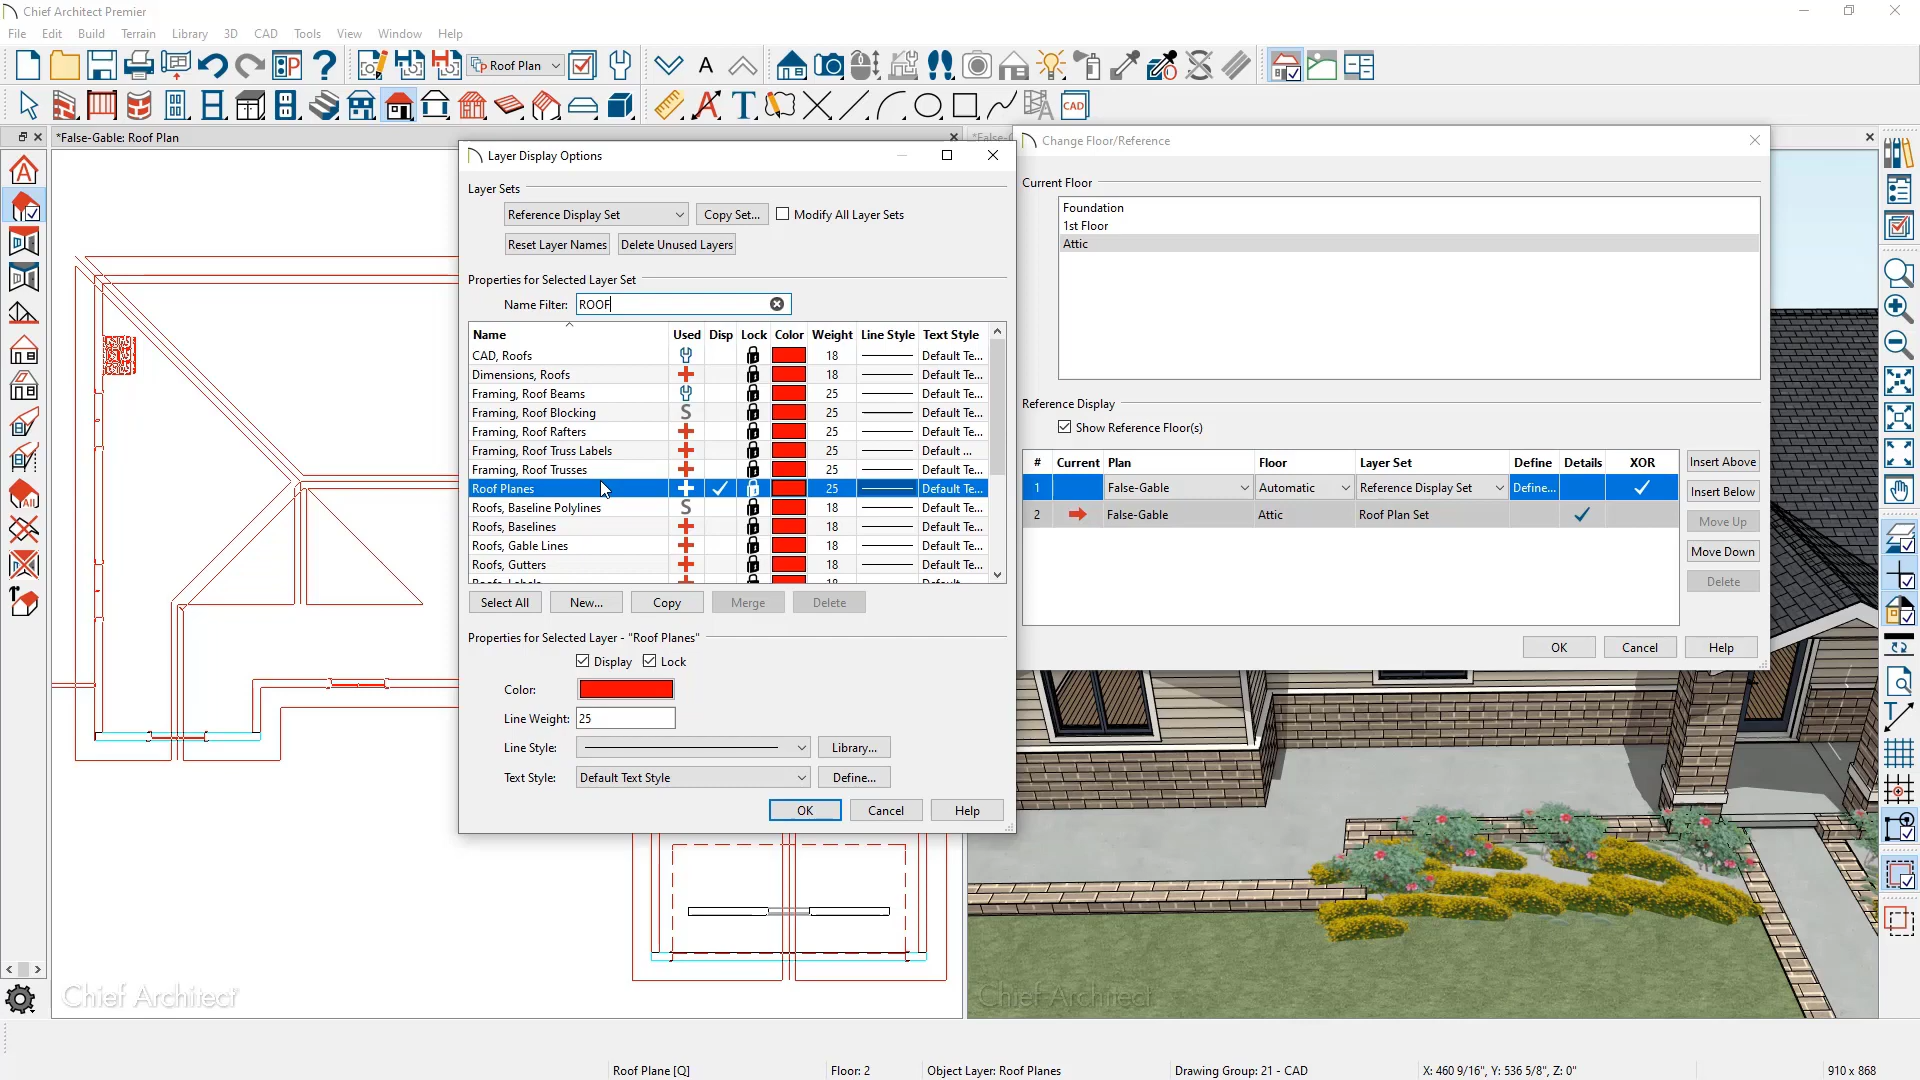 Chief Architect Premier
File Edit Build Terrain Library 3D CAD Tools View Window Help
Roof Plan
A
CAD
*False-Gable: Roof Plan
Layer Display Options
Layer Sets
Reference Display Set Copy Set... Modify All Layer Sets
Reset Layer Names Delete Unused Layers
Properties for Selected Layer Set
Name Filter: ROOF
Name Used Disp Lock Color Weight Line Style Text Style
CAD, Roofs 18 Default Te...
Dimensions, Roofs 18 Default Te...
Framing, Roof Beams 25 Default Te...
Framing, Roof Blocking S 25 Default Te...
Framing, Roof Rafters 25 Default Te...
Framing, Roof Truss Labels 25 Default ...
Framing, Roof Trusses 25 Default Te...
Roof Planes 25 Default Te...
Roofs, Baseline Polylines S 18 Default Te...
Roofs, Baselines 18 Default Te...
Roofs, Gable Lines 18 Default Te...
Roofs, Gutters 18 Default Te...
Select All New... Copy Merge Delete
Properties for Selected Layer - "Roof Planes"
Display Lock
Color:
Line Weight: 25
Line Style: Library...
Text Style: Default Text Style Define...
OK Cancel Help
Change Floor/Reference
Current Floor
Foundation
1st Floor
Attic
Reference Display
Show Reference Floor(s)
# Current Plan Floor Layer Set Define Details XOR
1 False-Gable Automatic Reference Display Set Define...
2 False-Gable Attic Roof Plan Set
Insert Above
Insert Below
Move Up
Move Down
Delete
OK Cancel Help
Chief Architect
Chief Architect
Roof Plane [Q] Floor: 2 Object Layer: Roof Planes Drawing Group: 21 - CAD X: 460 9/16", Y: 536 5/8", Z: 0" 910 x 868